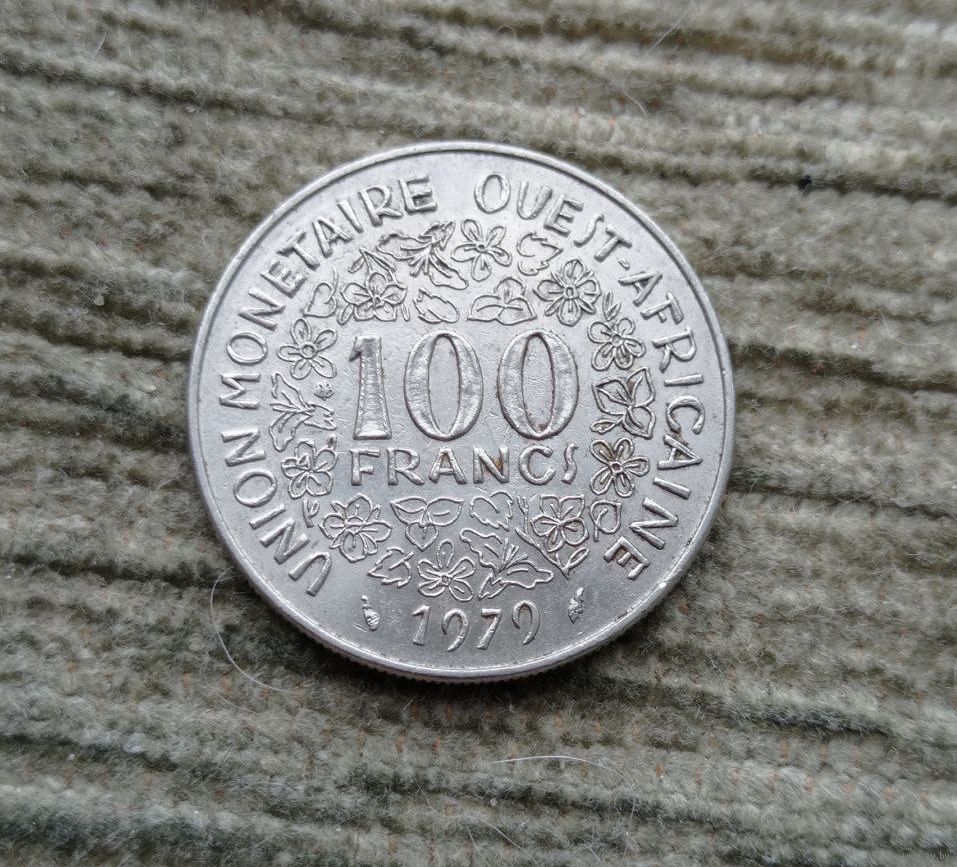 UNION MONETAIRE OUEST-AFRICAINE
100
FRANCS
1979